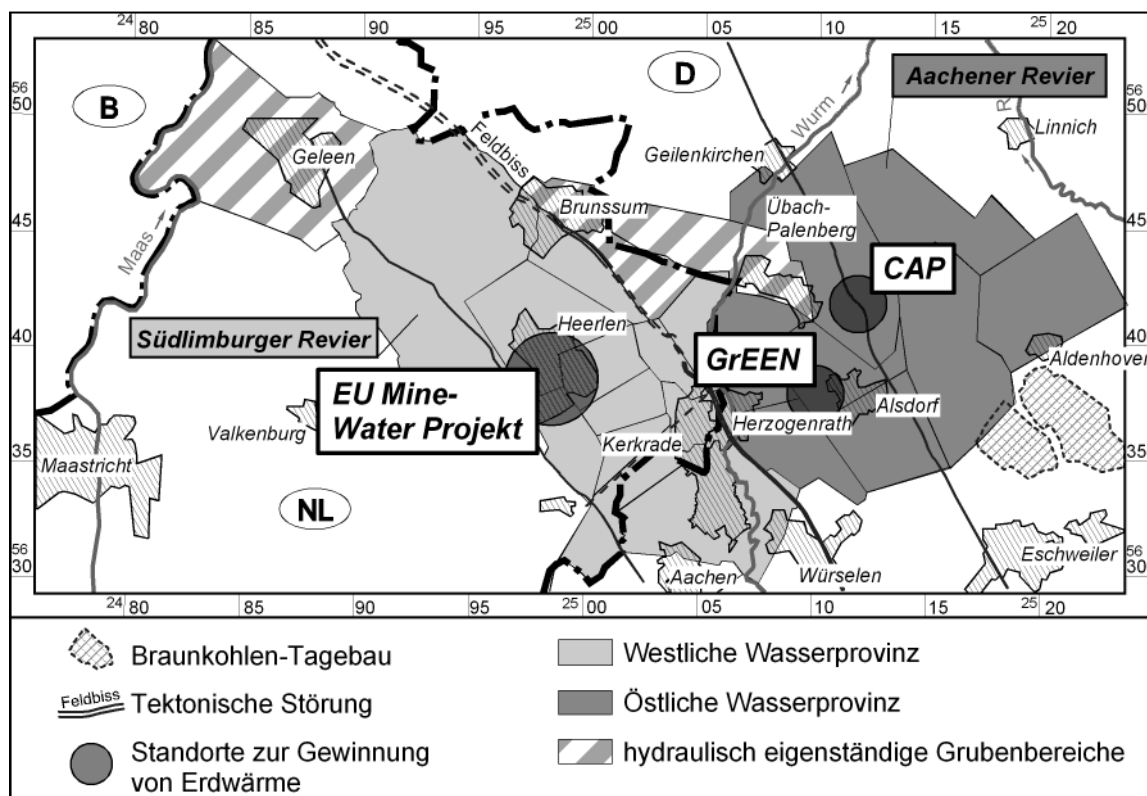 24 80 85 90 95 25 00 05 10 15 25 20
B
D
Aachener Revier
56 50
56 50
Linnich
R
Wurm
Feldbiss
Geilenkirchen
Geleen
Brunssum
Übach-
Palenberg
45
45
Maas
CAP
Südlimburger Revier
Heerlen
40
40
GrEEN
Aldenhoven
EU Mine-
Water Projekt
Alsdorf
Valkenburg
Herzogenrath
Kerkrade
35
35
Maastricht
NL
56 30
56 30
Aachen
Würselen
Eschweiler
24 80 85 90 95 25 00 05 10 15 25 20
Braunkohlen-Tagebau
Feldbiss Tektonische Störung
Standorte zur Gewinnung
von Erdwärme
Westliche Wasserprovinz
Östliche Wasserprovinz
hydraulisch eigenständige Grubenbereiche